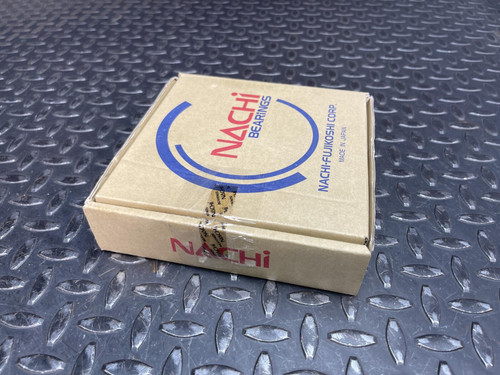 NACHi
BEARINGS
NACHI-FUJIKOSHI CORP.
MADE IN JAPAN
NACHi